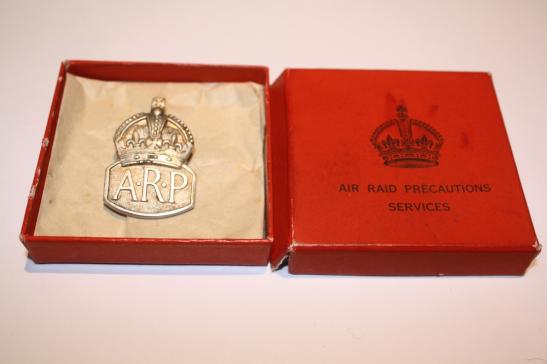 A·R·P
AIR RAID PRECAUTIONS
SERVICES